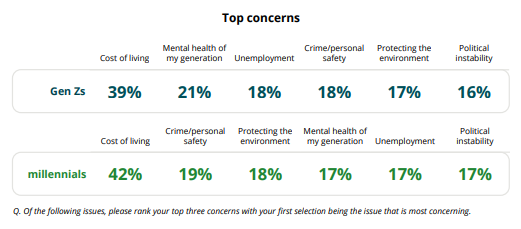 Top concerns
Cost of living
Mental health of
my generation
Unemployment
Crime/personal
safety
Protecting the
environment
Political
instability
Gen Zs 39% 21% 18% 18% 17% 16%
Cost of living
Crime/personal
safety
Protecting the
environment
Mental health of
my generation
Unemployment
Political
instability
millennials 42% 19% 18% 17% 17% 17%
Q. Of the following issues, please rank your top three concerns with your first selection being the issue that is most concerning.